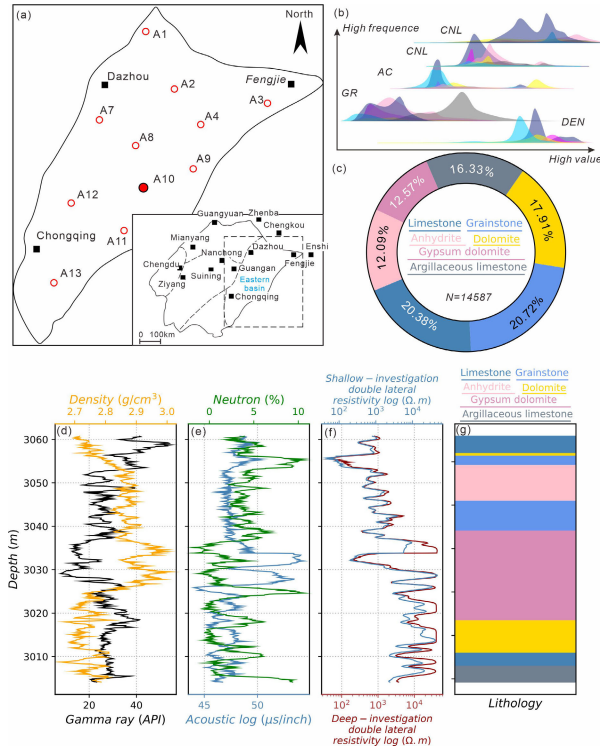 (a)
North
A1
Dazhou
Fengjie
A2
A3
A7
A4
A8
A9
A10
A12
Chongqing
A11
A13
Guangyuan
Zhenba
Chengkou
Mianyang
Dazhou
Enshi
Nanchong
Chengdu
Fengjie
Guangan
Suining
Ziyang
Eastern
basin
Chongqing
0 100km
(b)
High frequence
CNL
CNL
AC
GR
DEN
High value
(c)
16.33%
12.57%
17.91%
12.09%
20.38%
20.72%
Limestone Grainstone
Anhydrite Dolomite
Gypsum dolomite
Argillaceous limestone
N=14587
Density (g/cm³)
2.7 2.8 2.9 3.0
Neutron (%)
0 5 10
Shallow−investigation
double lateral
resistivity log (Ω.m)
10² 10³ 10⁴
Limestone Grainstone
Anhydrite Dolomite
Gypsum dolomite
Argillaceous limestone
(d)
(e)
(f)
(g)
Depth (m)
3060
3050
3040
3030
3020
3010
20 40
Gamma ray (API)
45 50
Acoustic log (μs/inch)
10² 10³ 10⁴
Deep−investigation
double lateral
resistivity log (Ω.m)
Lithology